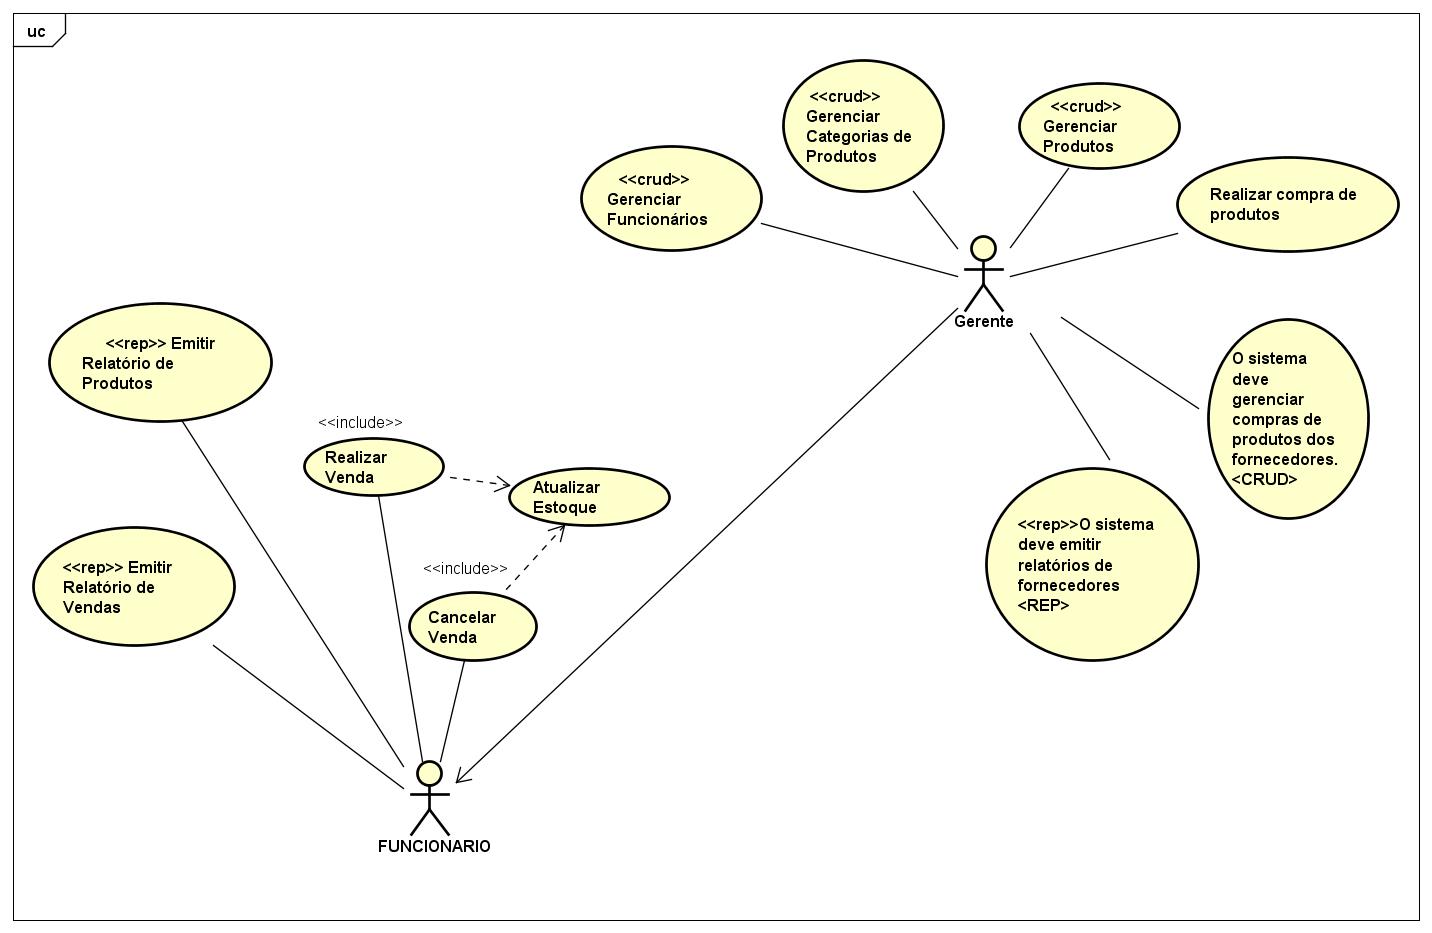 uc
<<crud>>
Gerenciar
Categorias de
Produtos
<<crud>>
Gerenciar
Produtos
<<crud>>
Gerenciar
Funcionários
Realizar compra de
produtos
Gerente
<<rep>> Emitir
Relatório de
Produtos
O sistema
deve
gerenciar
compras de
produtos dos
fornecedores.
<CRUD>
<<include>>
Realizar
Venda
Atualizar
Estoque
<<rep>>O sistema
deve emitir
relatórios de
fornecedores
<REP>
<<rep>> Emitir
Relatório de
Vendas
<<include>>
Cancelar
Venda
FUNCIONARIO